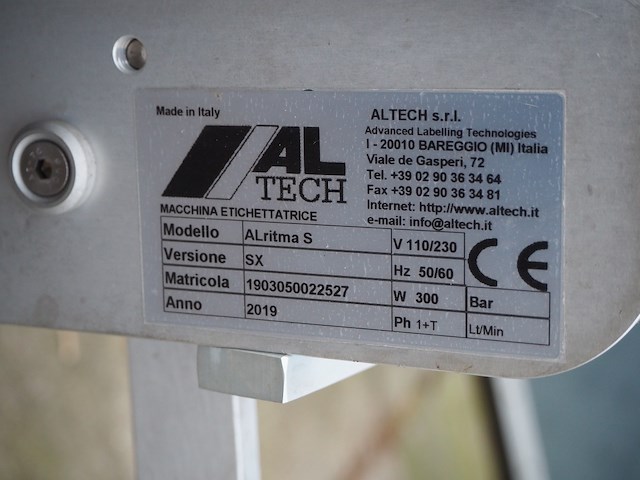 Made in Italy
AL
TECH
MACCHINA ETICHETTATRICE
ALTECH s.r.l.
Advanced Labelling Technologies
I - 20010 BAREGGIO (MI) Italia
Viale de Gasperi, 72
Tel. +39 02 90 36 34 64
Fax +39 02 90 36 34 81
Internet: http://www.altech.it
e-mail: info@altech.it
Modello ALritma S V 110/230
Versione SX Hz 50/60 CE
Matricola 1903050022527 W 300 Bar
Anno 2019 Ph 1+T Lt/Min